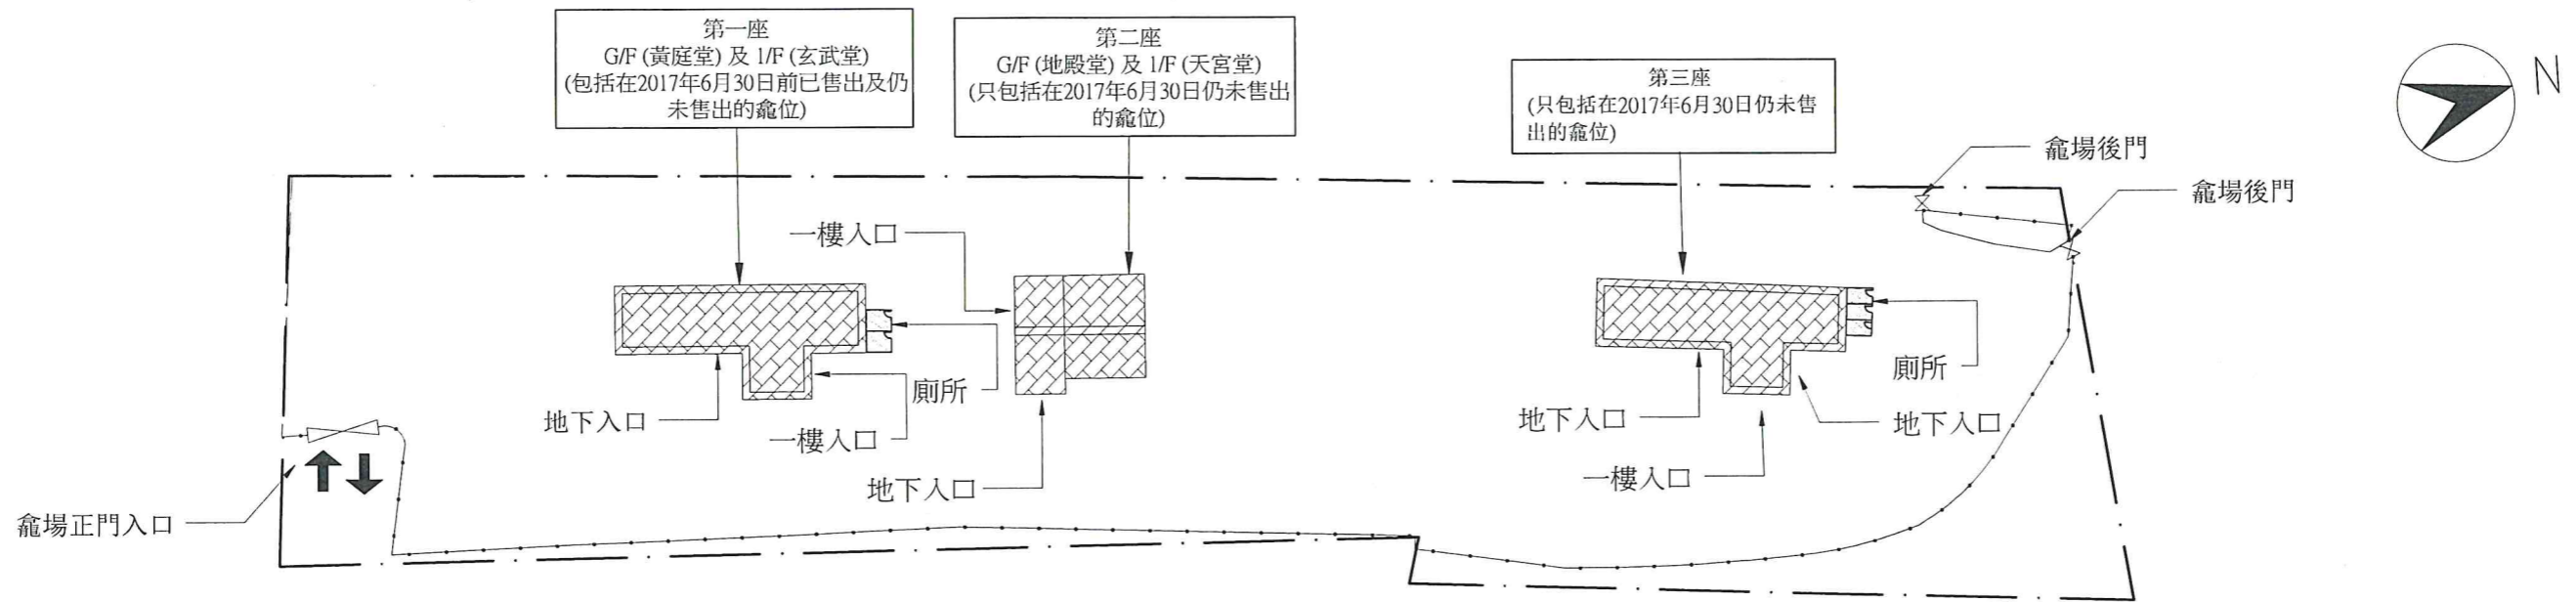 第一座
G/F (黃庭堂) 及 1/F (玄武堂)
(包括在2017年6月30日前已售出及仍
未售出的龕位)
第二座
G/F (地殿堂) 及 1/F (天宮堂)
(只包括在2017年6月30日仍未售出
的龕位)
第三座
(只包括在2017年6月30日仍未售
出的龕位)
N
龕場後門
龕場後門
一樓入口
廁所
地下入口
一樓入口
地下入口
廁所
地下入口
地下入口
一樓入口
龕場正門入口